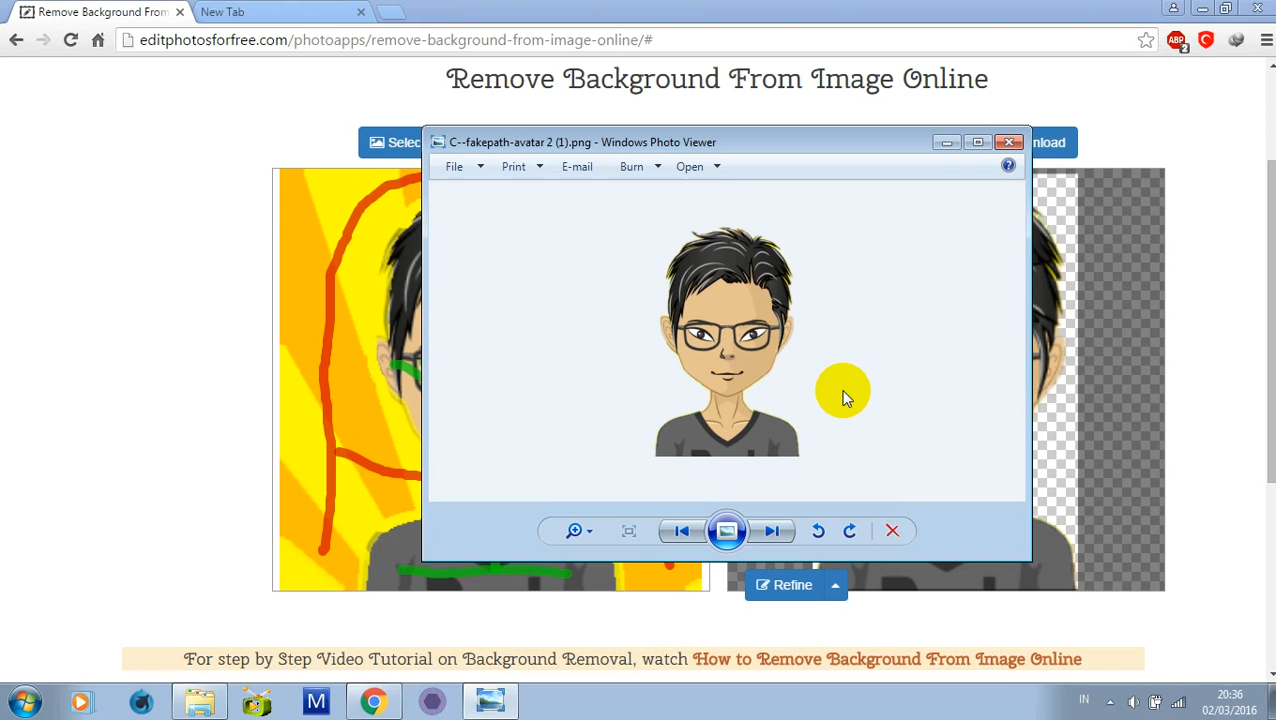 Remove Background From
New Tab
editphotosforfree.com/photoapps/remove-background-from-image-online/#
ABP
2
Remove Background From Image Online
Selec
nload
C--fakepath-avatar 2 (1).png - Windows Photo Viewer
File
Print
E-mail
Burn
Open
Refine
For step by Step Video Tutorial on Background Removal, watch How to Remove Background From Image Online
M
IN
20:36
02/03/2016